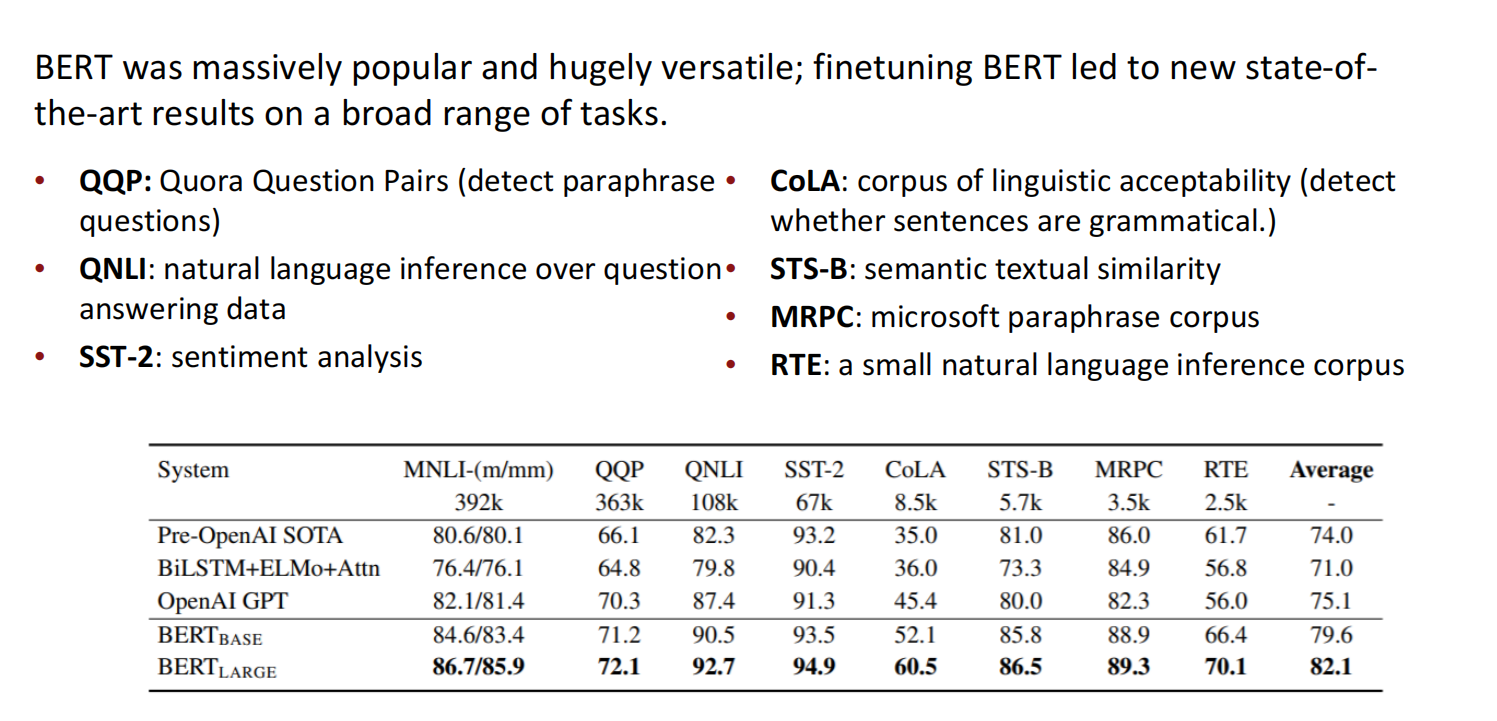 BERT was massively popular and hugely versatile; finetuning BERT led to new state-of-
the-art results on a broad range of tasks.
• QQP: Quora Question Pairs (detect paraphrase
questions)
• QNLI: natural language inference over question
answering data
• SST-2: sentiment analysis
• CoLA: corpus of linguistic acceptability (detect
whether sentences are grammatical.)
• STS-B: semantic textual similarity
• MRPC: microsoft paraphrase corpus
• RTE: a small natural language inference corpus
System MNLI-(m/mm) QQP QNLI SST-2 CoLA STS-B MRPC RTE Average
392k 363k 108k 67k 8.5k 5.7k 3.5k 2.5k -
Pre-OpenAI SOTA 80.6/80.1 66.1 82.3 93.2 35.0 81.0 86.0 61.7 74.0
BiLSTM+ELMo+Attn 76.4/76.1 64.8 79.8 90.4 36.0 73.3 84.9 56.8 71.0
OpenAI GPT 82.1/81.4 70.3 87.4 91.3 45.4 80.0 82.3 56.0 75.1
BERTBASE 84.6/83.4 71.2 90.5 93.5 52.1 85.8 88.9 66.4 79.6
BERTLARGE 86.7/85.9 72.1 92.7 94.9 60.5 86.5 89.3 70.1 82.1